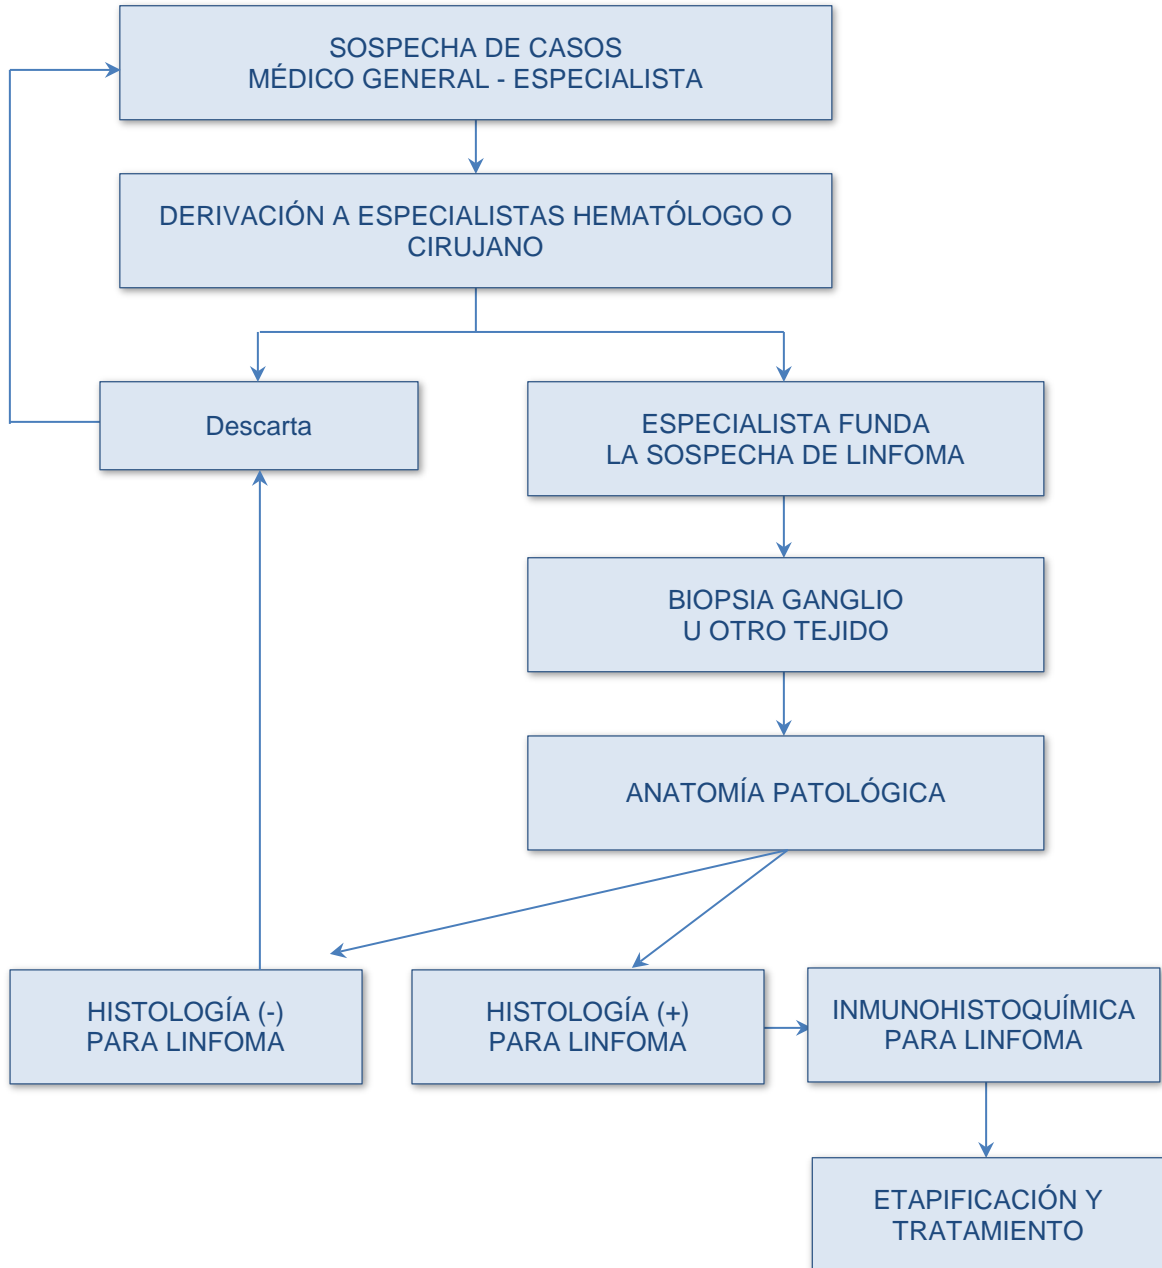 SOSPECHA DE CASOS
MÉDICO GENERAL - ESPECIALISTA
DERIVACIÓN A ESPECIALISTAS HEMATÓLOGO O
CIRUJANO
Descarta
ESPECIALISTA FUNDA
LA SOSPECHA DE LINFOMA
BIOPSIA GANGLIO
U OTRO TEJIDO
ANATOMÍA PATOLÓGICA
HISTOLOGÍA (-)
PARA LINFOMA
HISTOLOGÍA (+)
PARA LINFOMA
INMUNOHISTOQUÍMICA
PARA LINFOMA
ETAPIFICACIÓN Y
TRATAMIENTO